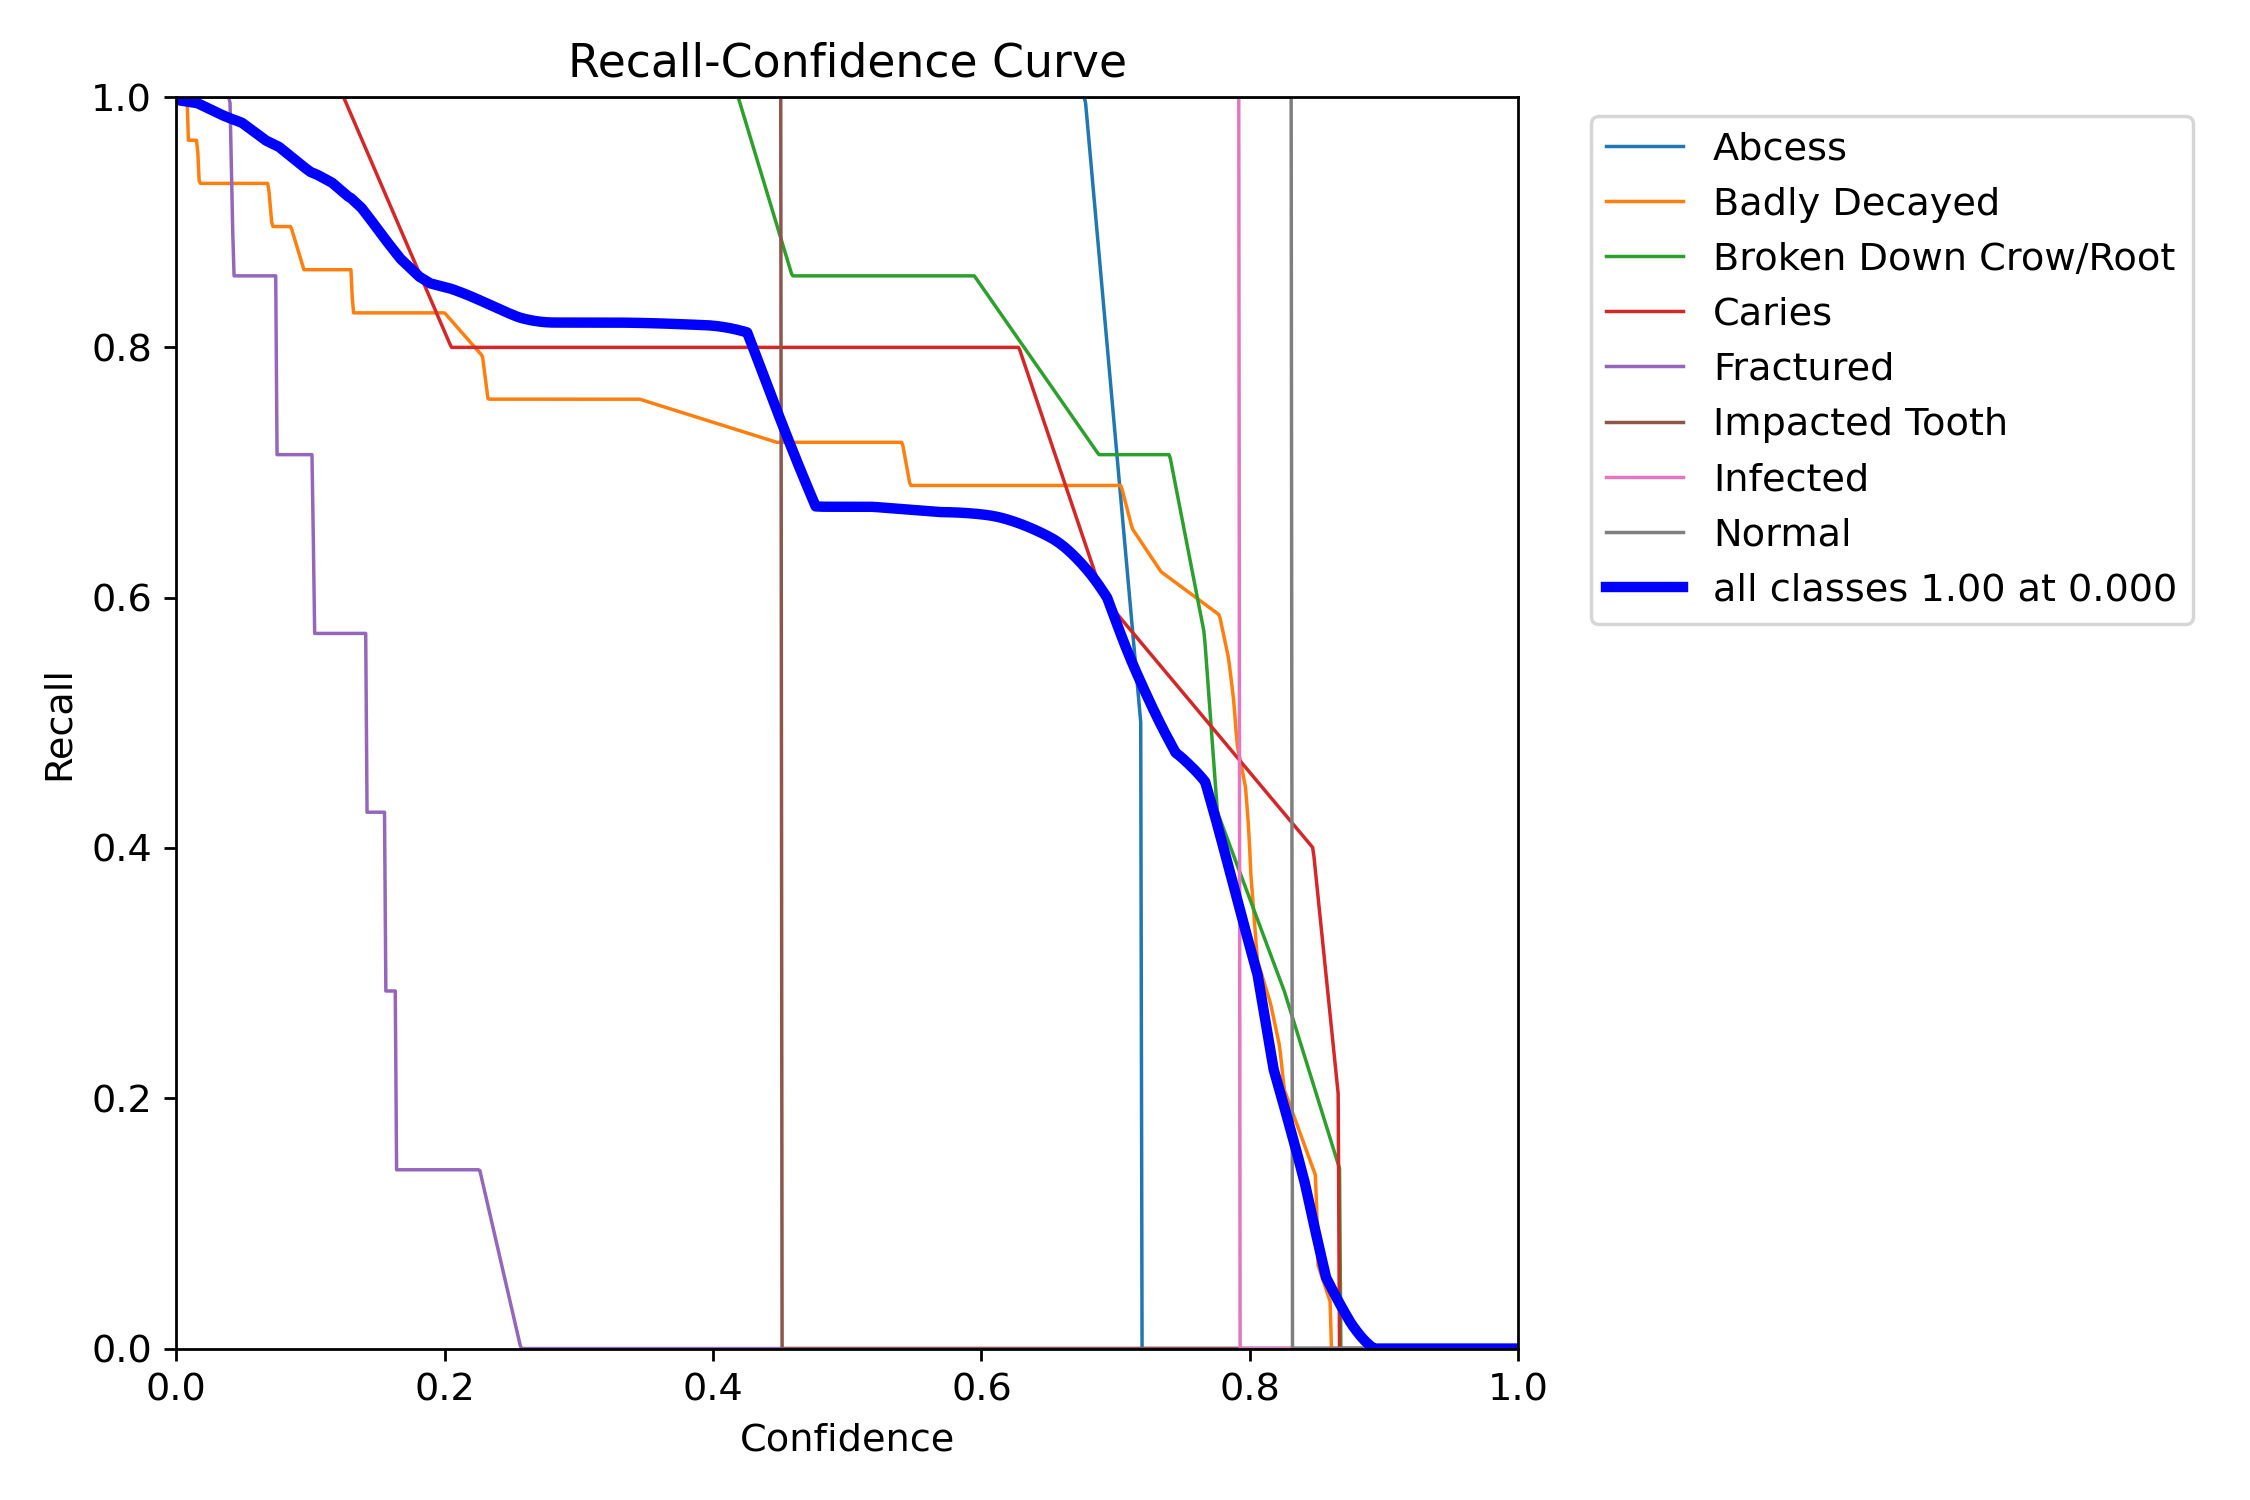 Recall-Confidence Curve
1.0
0.8
0.6
0.4
0.2
0.0
Recall
0.0 0.2 0.4 0.6 0.8 1.0
Confidence
Abcess
Badly Decayed
Broken Down Crow/Root
Caries
Fractured
Impacted Tooth
Infected
Normal
all classes 1.00 at 0.000